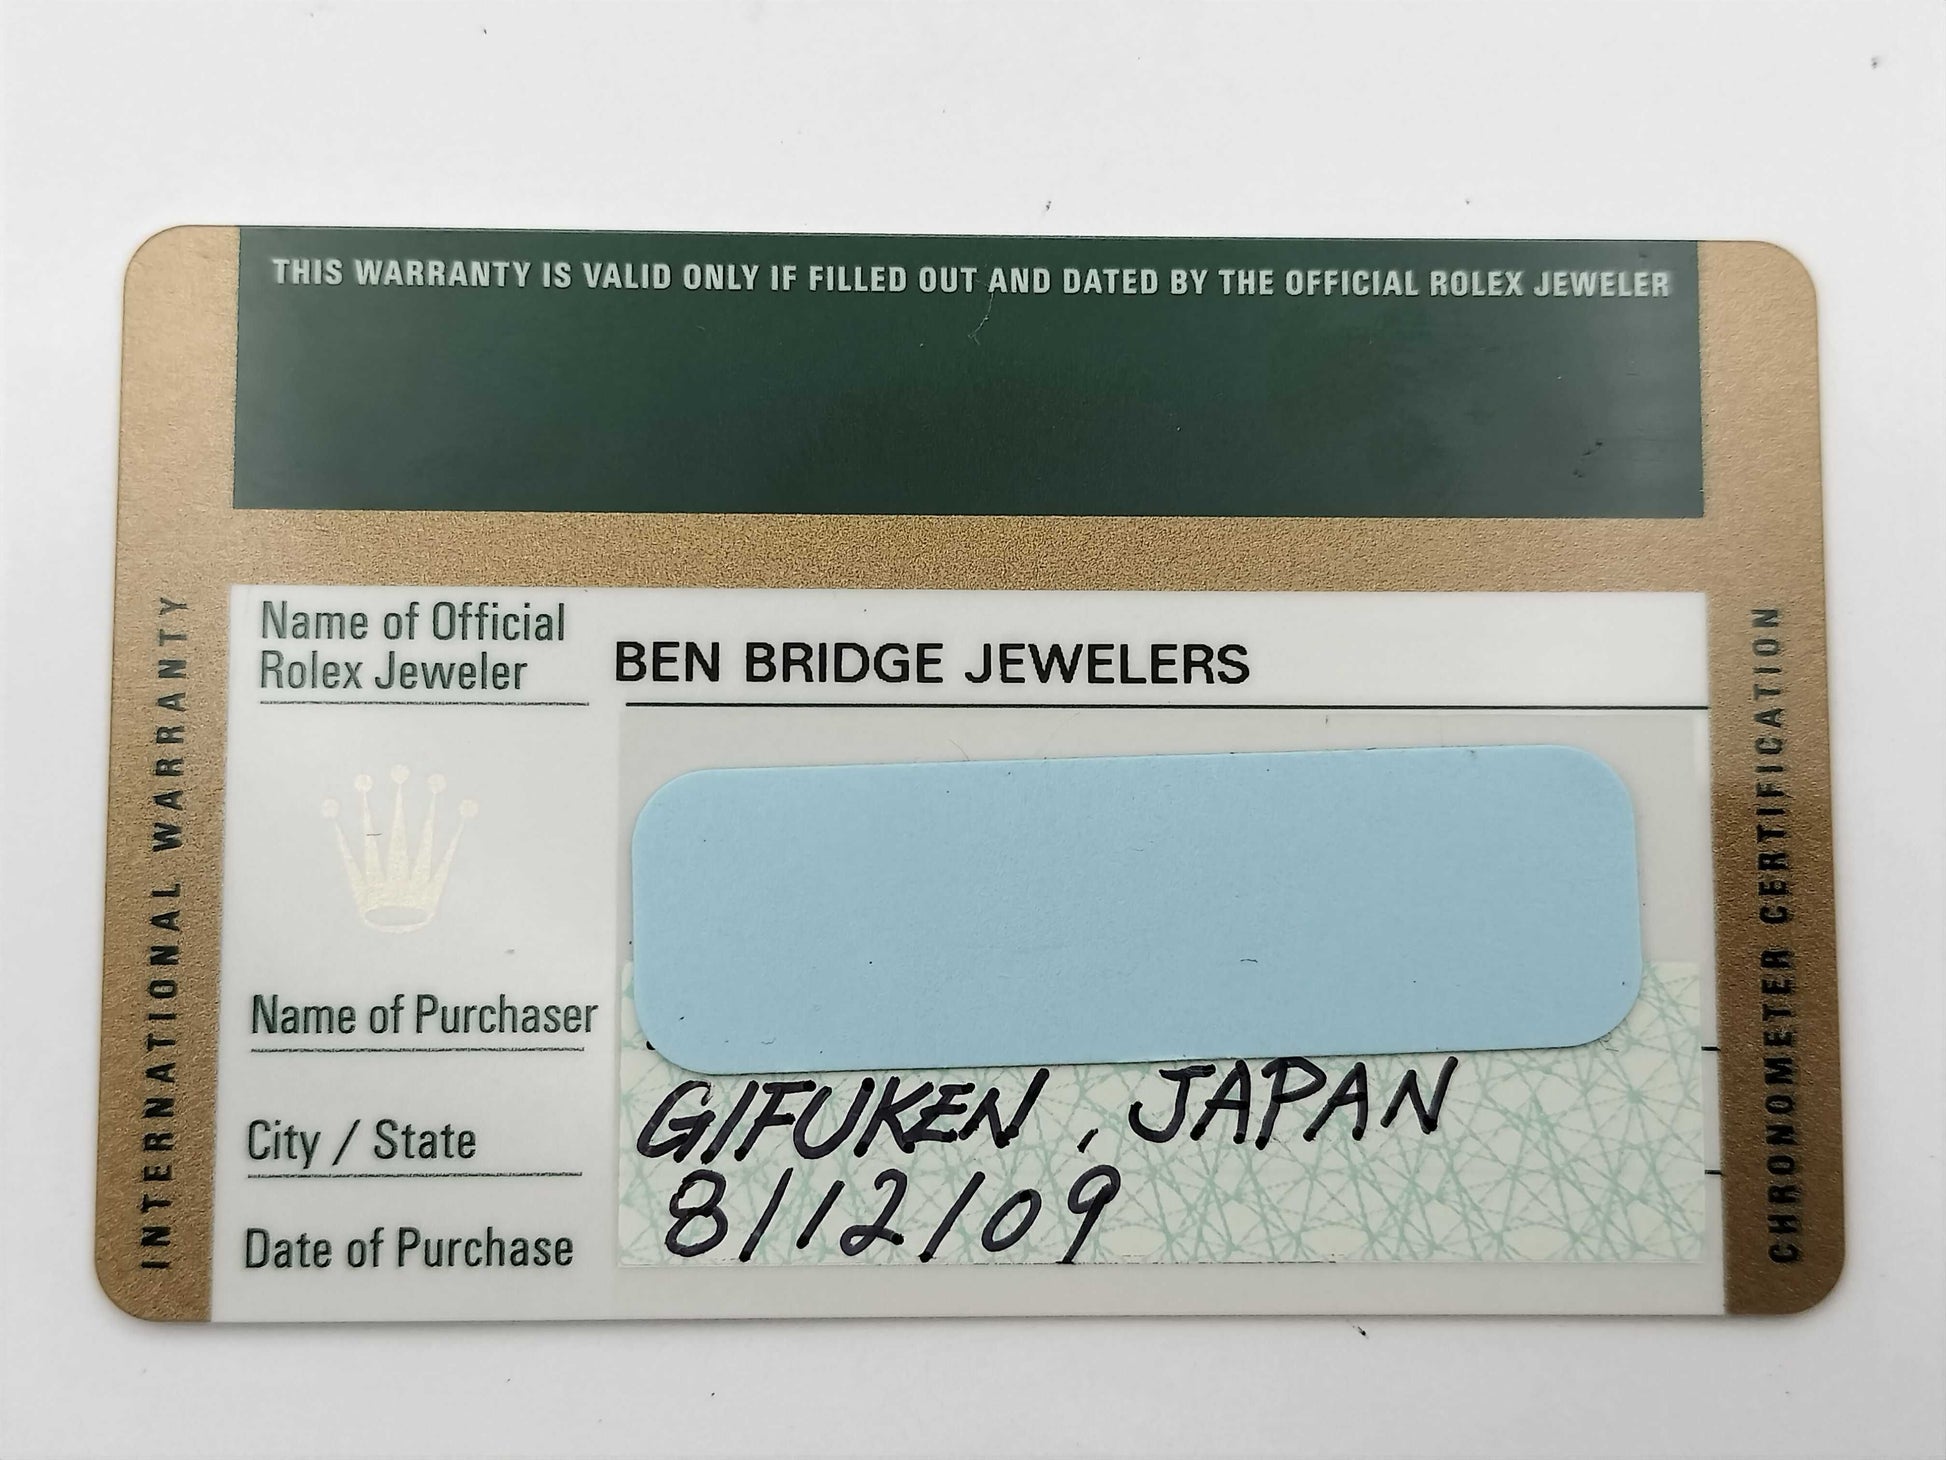 THIS WARRANTY IS VALID ONLY IF FILLED OUT AND DATED BY THE OFFICIAL ROLEX JEWELER
INTERNATIONAL WARRANTY
Name of Official
Rolex Jeweler
BEN BRIDGE JEWELERS
Name of Purchaser
City / State
GIFUKEN, JAPAN
Date of Purchase
8/12/09
CHRONOMETER CERTIFICATION